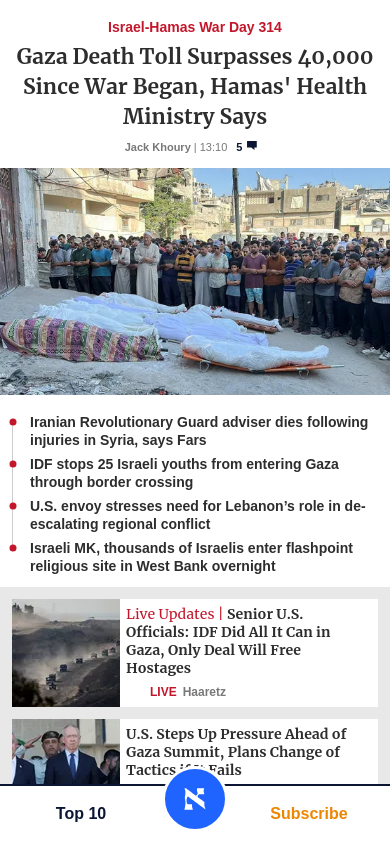 Israel-Hamas War Day 314
Gaza Death Toll Surpasses 40,000
Since War Began, Hamas' Health
Ministry Says
Jack Khoury | 13:10 5
Iranian Revolutionary Guard adviser dies following
injuries in Syria, says Fars
IDF stops 25 Israeli youths from entering Gaza
through border crossing
U.S. envoy stresses need for Lebanon’s role in de-
escalating regional conflict
Israeli MK, thousands of Israelis enter flashpoint
religious site in West Bank overnight
Live Updates | Senior U.S.
Officials: IDF Did All It Can in
Gaza, Only Deal Will Free
Hostages
LIVE Haaretz
U.S. Steps Up Pressure Ahead of
Gaza Summit, Plans Change of
Tactics if It Fails
Top 10
Subscribe